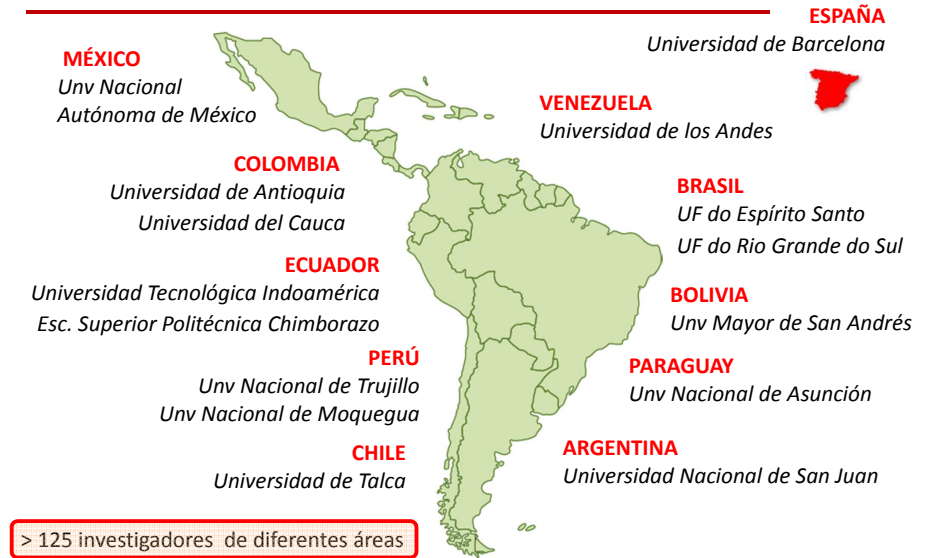 ESPAÑA
Universidad de Barcelona
MÉXICO
Unv Nacional
Autónoma de México
VENEZUELA
Universidad de los Andes
COLOMBIA
Universidad de Antioquia
Universidad del Cauca
BRASIL
UF do Espírito Santo
UF do Rio Grande do Sul
ECUADOR
Universidad Tecnológica Indoamérica
Esc. Superior Politécnica Chimborazo
BOLIVIA
Unv Mayor de San Andrés
PERÚ
Unv Nacional de Trujillo
Unv Nacional de Moquegua
PARAGUAY
Unv Nacional de Asunción
CHILE
Universidad de Talca
ARGENTINA
Universidad Nacional de San Juan
> 125 investigadores de diferentes áreas